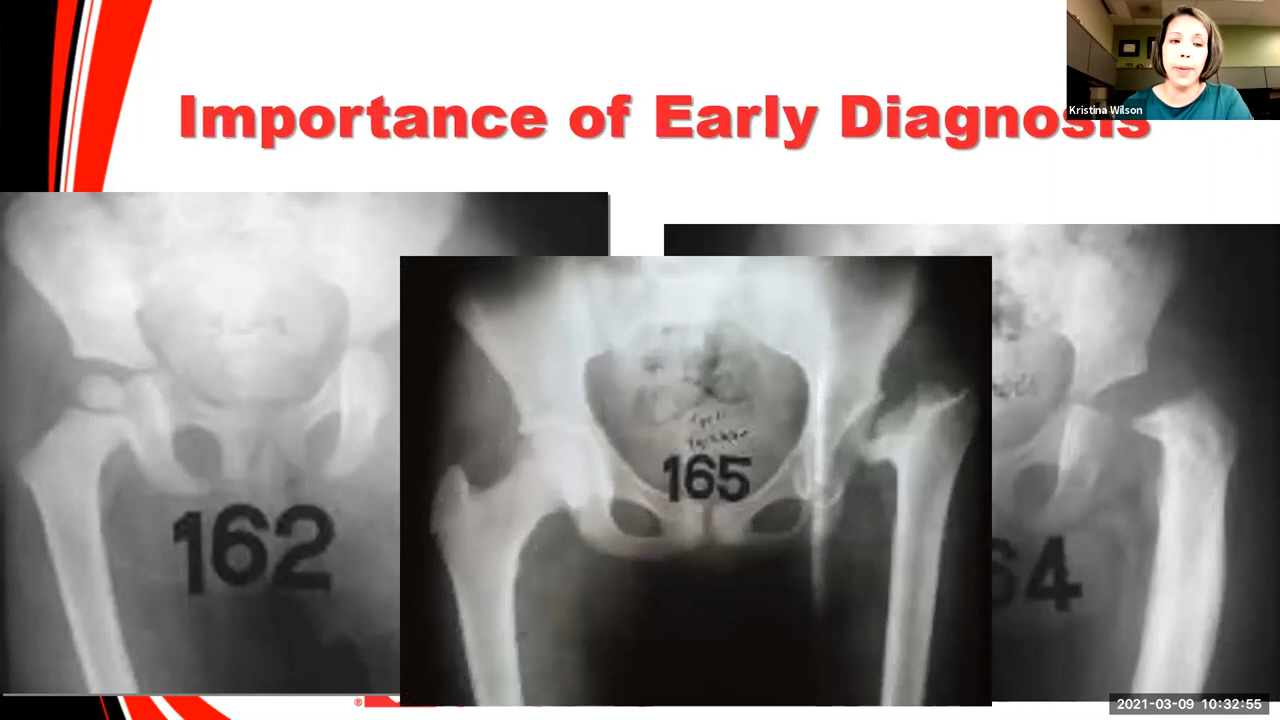 Importance of Early Diagnosis
Kristina Wilson
162
165
64
®
2021-03-09 10:32:55